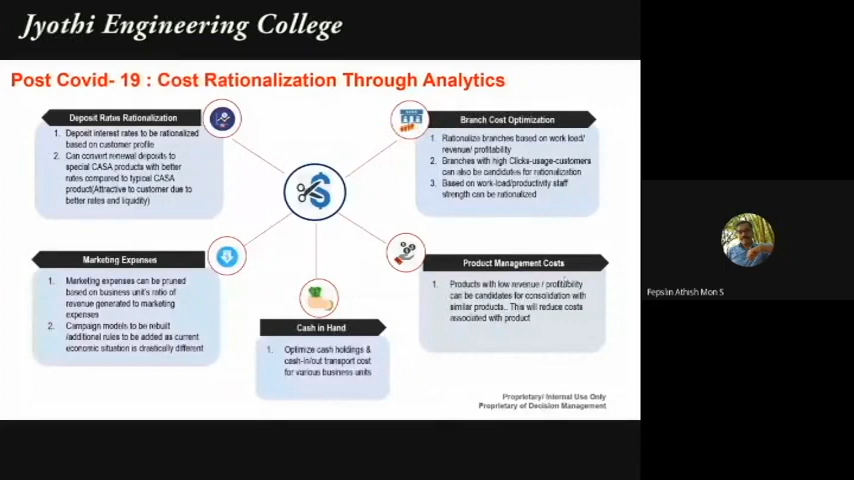 Jyothi Engineering College
Post Covid- 19 : Cost Rationalization Through Analytics
Deposit Rates Rationalization
1. Deposit interest rates to be rationalized
based on customer profile
2. Can convert renewal deposits to
special CASA products with better
rates compared to typical CASA
product(Attractive to customer due to
better rates and liquidity)
Branch Cost Optimization
1. Rationalize branches based on work load/
revenue/ profitability
2. Branches with high Clicks-usage-customers
can also be candidates for rationalization
3. Based on work-load/productivity staff
strength can be rationalized
Marketing Expenses
1. Marketing expenses can be pruned
based on business unit's ratio of
revenue generated to marketing
expenses
2. Campaign models to be rebuilt
/additional rules to be added as current
economic situation is drastically different
Product Management Costs
1. Products with low revenue / profitability
can be candidates for consolidation with
similar products.. This will reduce costs
associated with product
Cash in Hand
1. Optimize cash holdings &
cash-in/out transport cost
for various business units
Proprietary/ Internal Use Only
Proprietary of Decision Management
Fepslin Athish Mon S